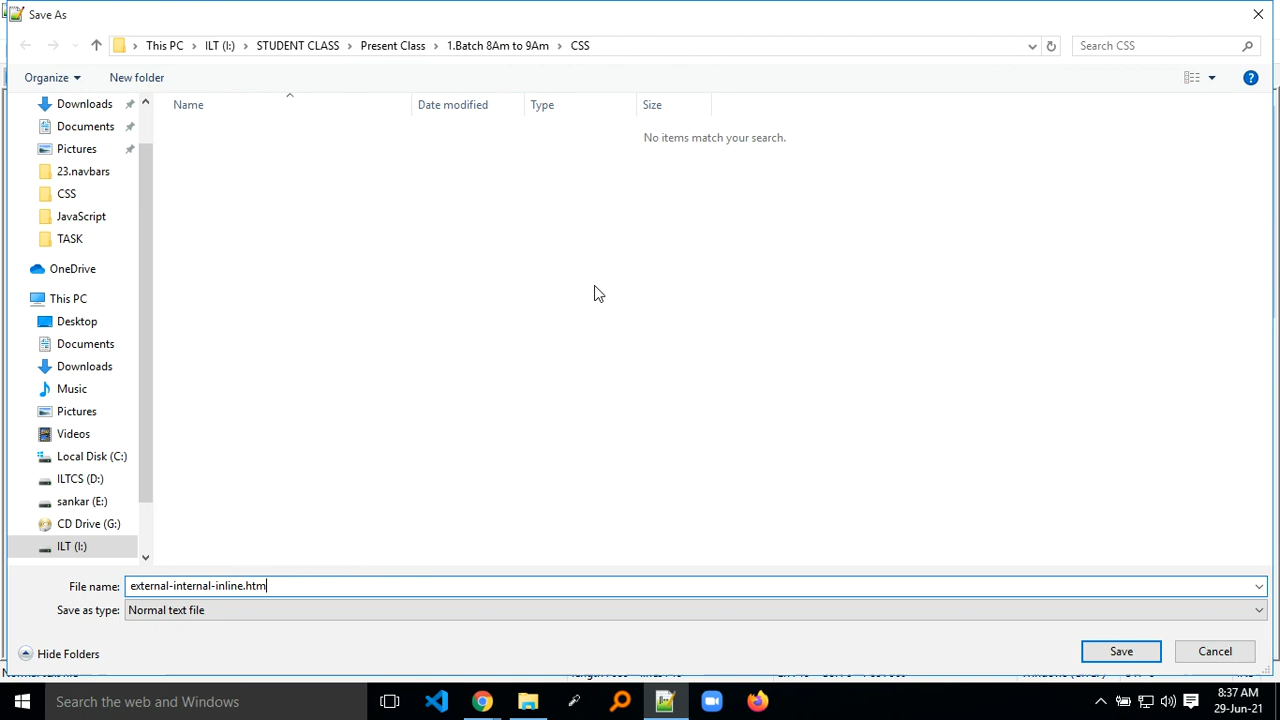 Save As
This PC > ILT (I:) > STUDENT CLASS > Present Class > 1.Batch 8Am to 9Am > CSS
Search CSS
Organize
New folder
Name
Date modified
Type
Size
No items match your search.
Downloads
Documents
Pictures
23.navbars
CSS
JavaScript
TASK
OneDrive
This PC
Desktop
Documents
Downloads
Music
Pictures
Videos
Local Disk (C:)
ILTCS (D:)
sankar (E:)
CD Drive (G:)
ILT (I:)
File name: external-internal-inline.htm
Save as type: Normal text file
Hide Folders
Save
Cancel
Search the web and Windows
8:37 AM
29-Jun-21